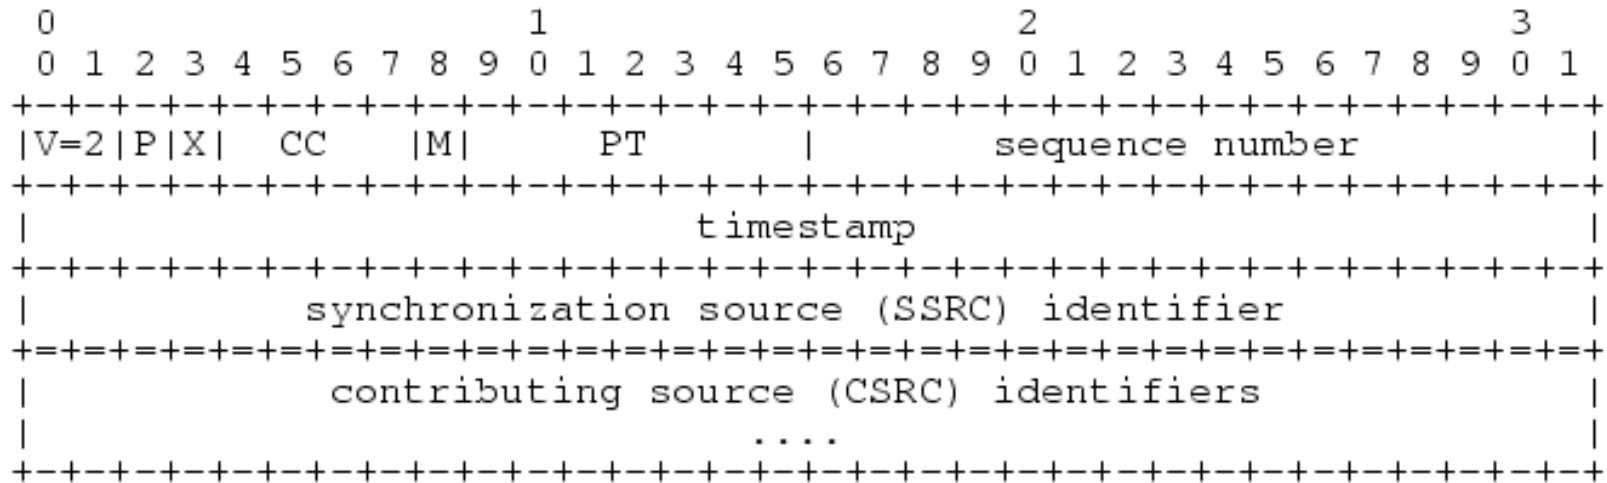 0                   1                   2                   3
 0 1 2 3 4 5 6 7 8 9 0 1 2 3 4 5 6 7 8 9 0 1 2 3 4 5 6 7 8 9 0 1
+-+-+-+-+-+-+-+-+-+-+-+-+-+-+-+-+-+-+-+-+-+-+-+-+-+-+-+-+-+-+-+-+
|V=2|P|X|  CC   |M|     PT      |       sequence number         |
+-+-+-+-+-+-+-+-+-+-+-+-+-+-+-+-+-+-+-+-+-+-+-+-+-+-+-+-+-+-+-+-+
|                           timestamp                           |
+-+-+-+-+-+-+-+-+-+-+-+-+-+-+-+-+-+-+-+-+-+-+-+-+-+-+-+-+-+-+-+-+
|           synchronization source (SSRC) identifier            |
+=+=+=+=+=+=+=+=+=+=+=+=+=+=+=+=+=+=+=+=+=+=+=+=+=+=+=+=+=+=+=+=+
|            contributing source (CSRC) identifiers             |
|                             ....                              |
+-+-+-+-+-+-+-+-+-+-+-+-+-+-+-+-+-+-+-+-+-+-+-+-+-+-+-+-+-+-+-+-+